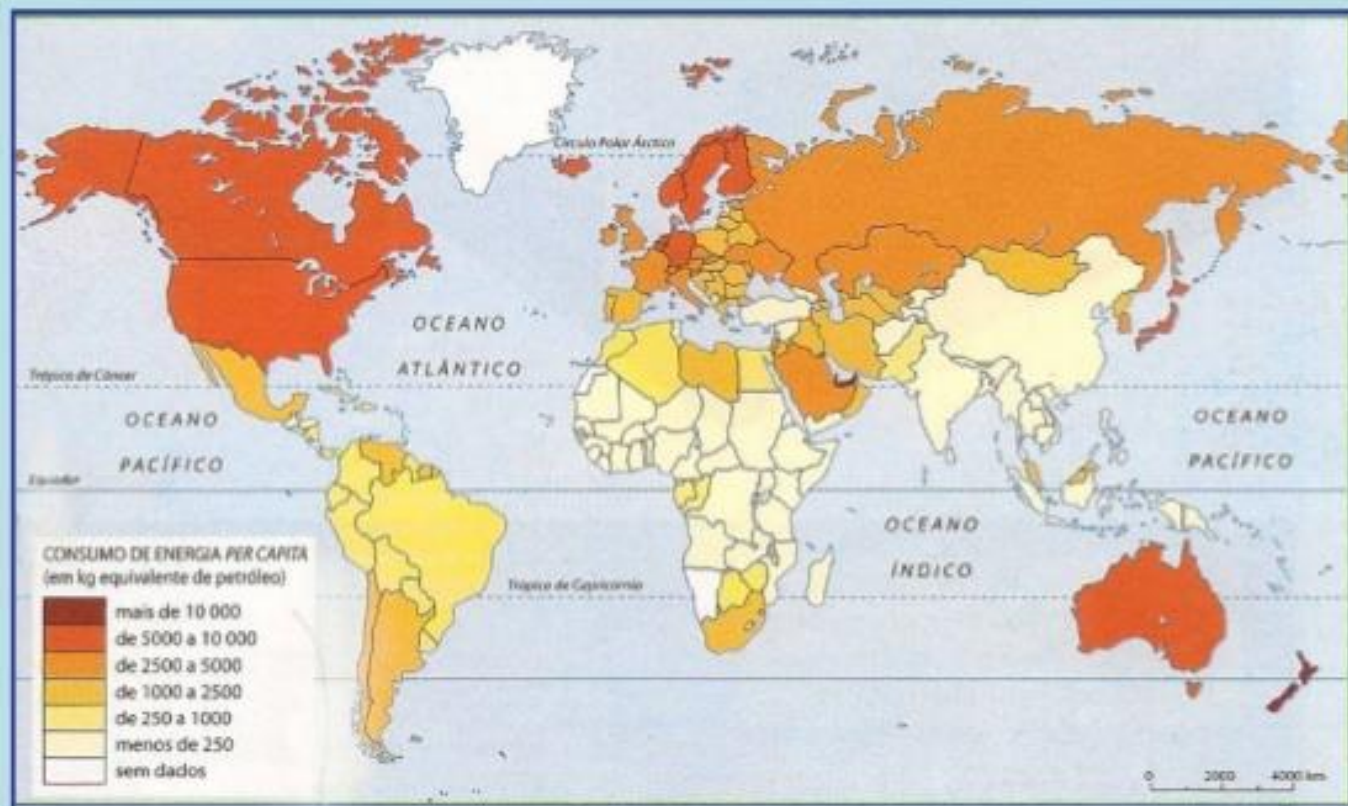 Círculo Polar Árctico
OCEANO
ATLÂNTICO
Trópico de Câncer
OCEANO
PACÍFICO
OCEANO
PACÍFICO
Equador
OCEANO
ÍNDICO
Trópico de Capricórnio
CONSUMO DE ENERGIA PER CAPITA
(em kg equivalente de petróleo)
mais de 10 000
de 5000 a 10 000
de 2500 a 5000
de 1000 a 2500
de 250 a 1000
menos de 250
sem dados
0 2000 4000 km